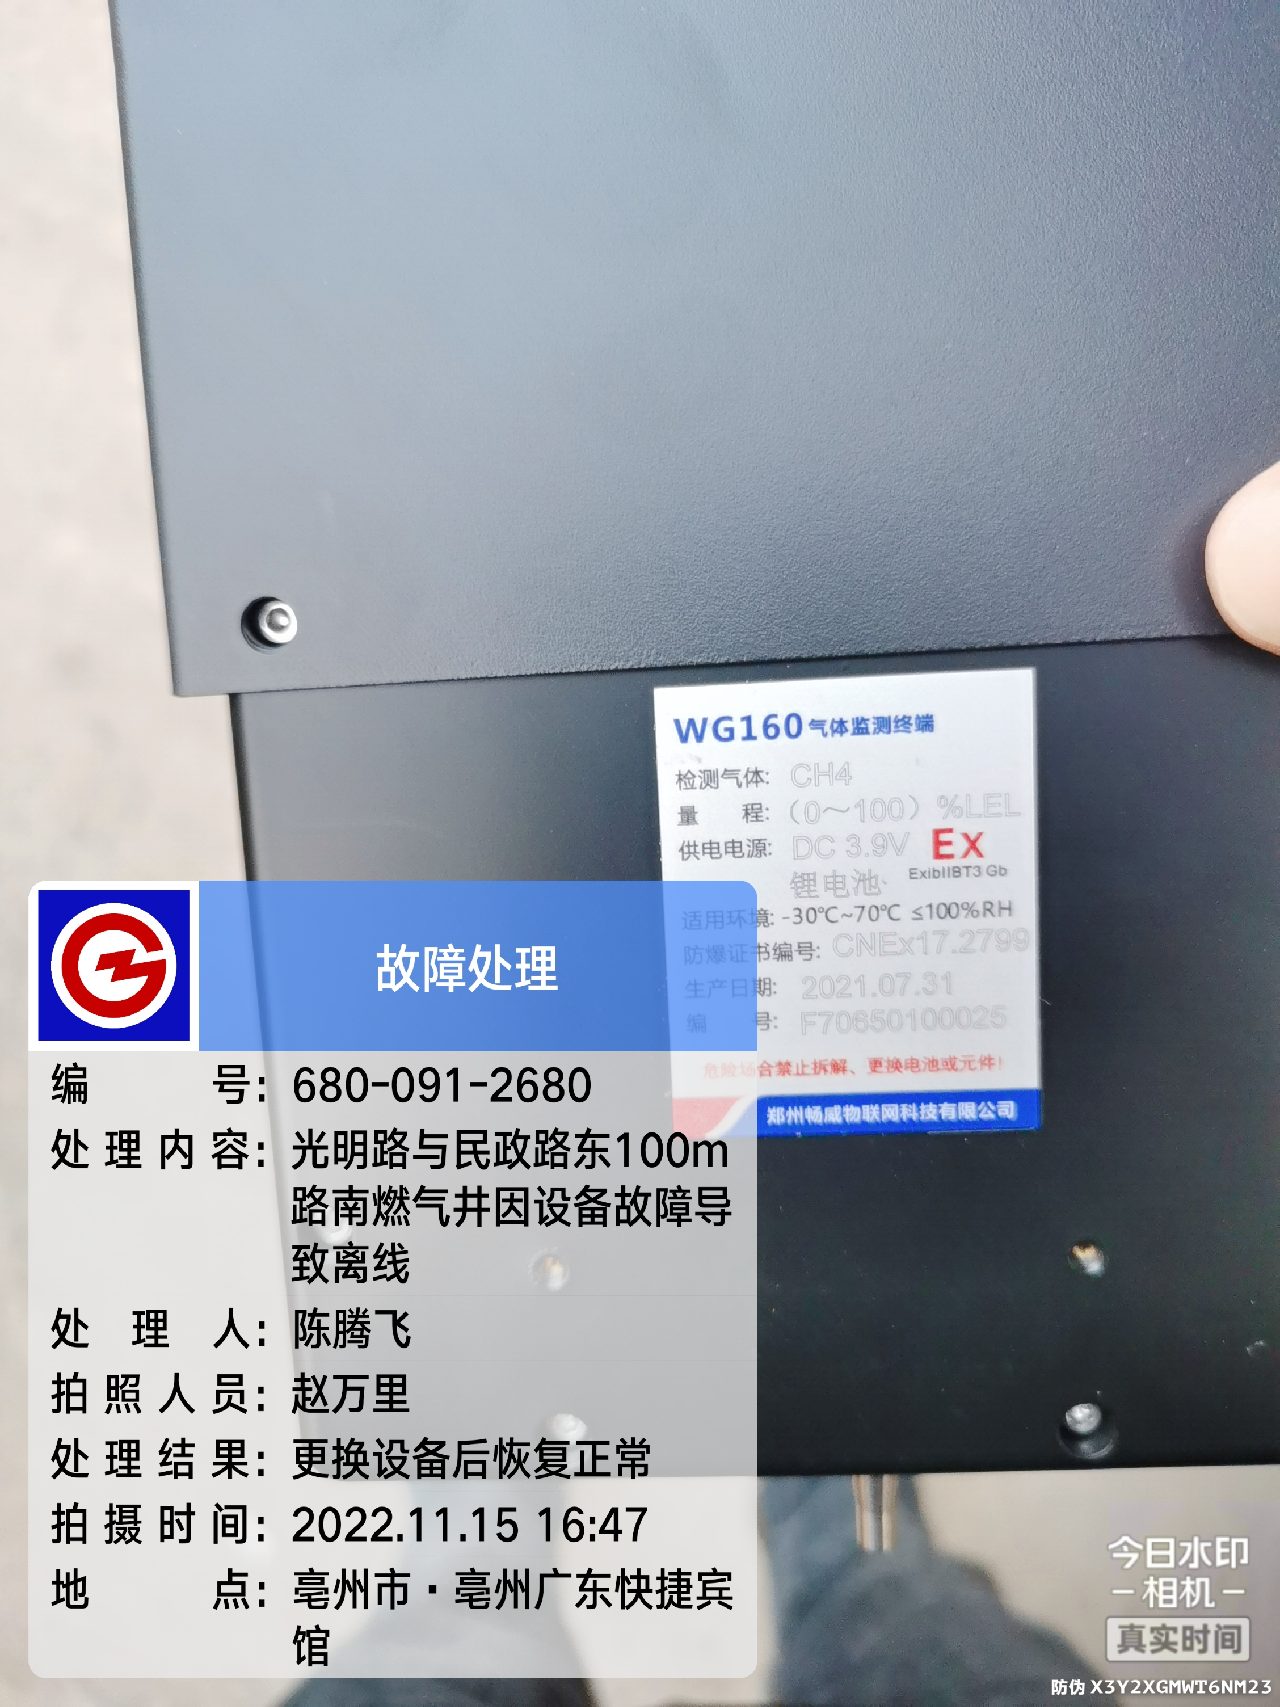 WG160气体监测终端
检测气体: CH4
量 程: (0～100) %LEL
供电电源: DC 3.9V
Ex
锂电池
ExibIIBT3 Gb
适用环境: -30℃~70℃ ≤100%RH
防爆证书编号: CNEx17.2799
生产日期: 2021.07.31
编 号: F70650100025
危险场合禁止拆解、更换电池或元件!
郑州畅威物联网科技有限公司
故障处理
编 号: 680-091-2680
处理内容: 光明路与民政路东100m
路南燃气井因设备故障导
致离线
处 理 人: 陈腾飞
拍照人员: 赵万里
处理结果: 更换设备后恢复正常
拍摄时间: 2022.11.15 16:47
地 点: 亳州市·亳州广东快捷宾
馆
今日水印
-相机-
真实时间
防伪 X3Y2XGMWT6NM23